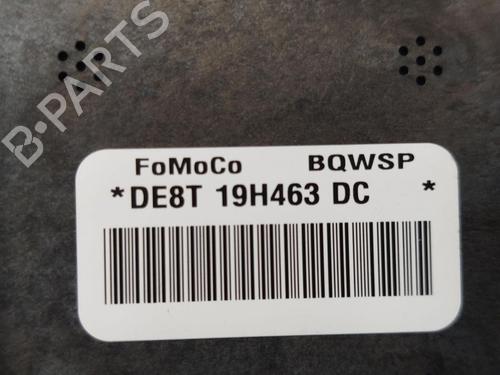 B-PARTS
FoMoCo BQWSP
*DE8T 19H463 DC *